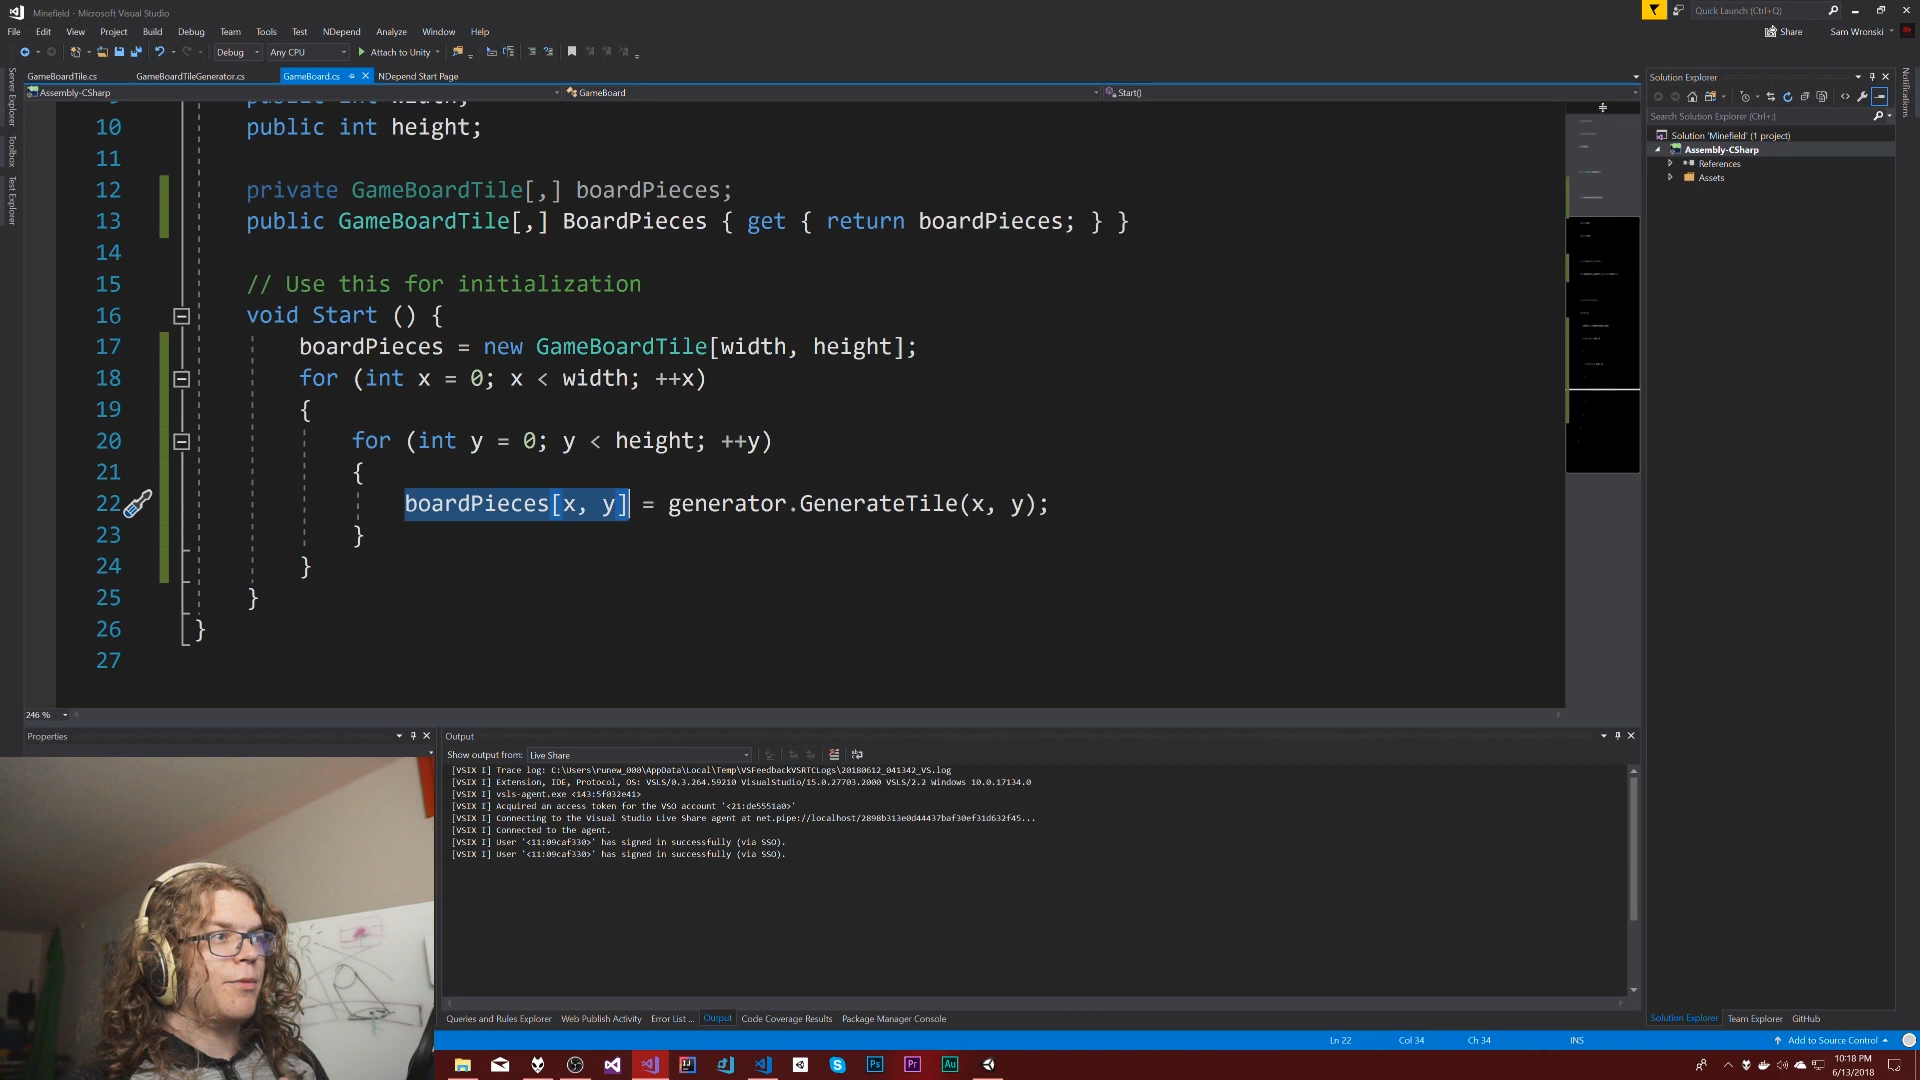 Minefield - Microsoft Visual Studio
Quick Launch (Ctrl+Q)
File Edit View Project Build Debug Team Tools Test NDepend Analyze Window Help
Share
Sam Wronski
Debug Any CPU Attach to Unity
GameBoardTile.cs GameBoardTileGenerator.cs GameBoard.cs NDepend Start Page
Assembly-CSharp GameBoard Start()
Server Explorer
Toolbox
Test Explorer
Notifications
10 public int height;
11
12 private GameBoardTile[,] boardPieces;
13 public GameBoardTile[,] BoardPieces { get { return boardPieces; } }
14
15 // Use this for initialization
16 void Start () {
17 boardPieces = new GameBoardTile[width, height];
18 for (int x = 0; x < width; ++x)
19 {
20 for (int y = 0; y < height; ++y)
21 {
22 boardPieces[x, y] = generator.GenerateTile(x, y);
23 }
24 }
25 }
26 }
27
246 %
Solution Explorer
Search Solution Explorer (Ctrl+;)
Solution 'Minefield' (1 project)
Assembly-CSharp
References
Assets
Properties
Output
Show output from: Live Share
[VSIX I] Trace log: C:\Users\runew_000\AppData\Local\Temp\VSFeedbackVSRTCLogs\20180612_041342_VS.log
[VSIX I] Extension, IDE, Protocol, OS: VSLS/0.3.264.59210 VisualStudio/15.0.27703.2000 VSLS/2.2 Windows 10.0.17134.0
[VSIX I] vsls-agent.exe <143:5f032e41>
[VSIX I] Acquired an access token for the VSO account '<21:de5551a0>'
[VSIX I] Connecting to the Visual Studio Live Share agent at net.pipe://localhost/2898b313e0d44437baf30ef31d632f45...
[VSIX I] Connected to the agent.
[VSIX I] User '<11:09caf330>' has signed in successfully (via SSO).
[VSIX I] User '<11:09caf330>' has signed in successfully (via SSO).
Queries and Rules Explorer Web Publish Activity Error List ... Output Code Coverage Results Package Manager Console
Solution Explorer Team Explorer GitHub
Ln 22 Col 34 Ch 34 INS
Add to Source Control
Ps Pr Au
10:18 PM
6/13/2018